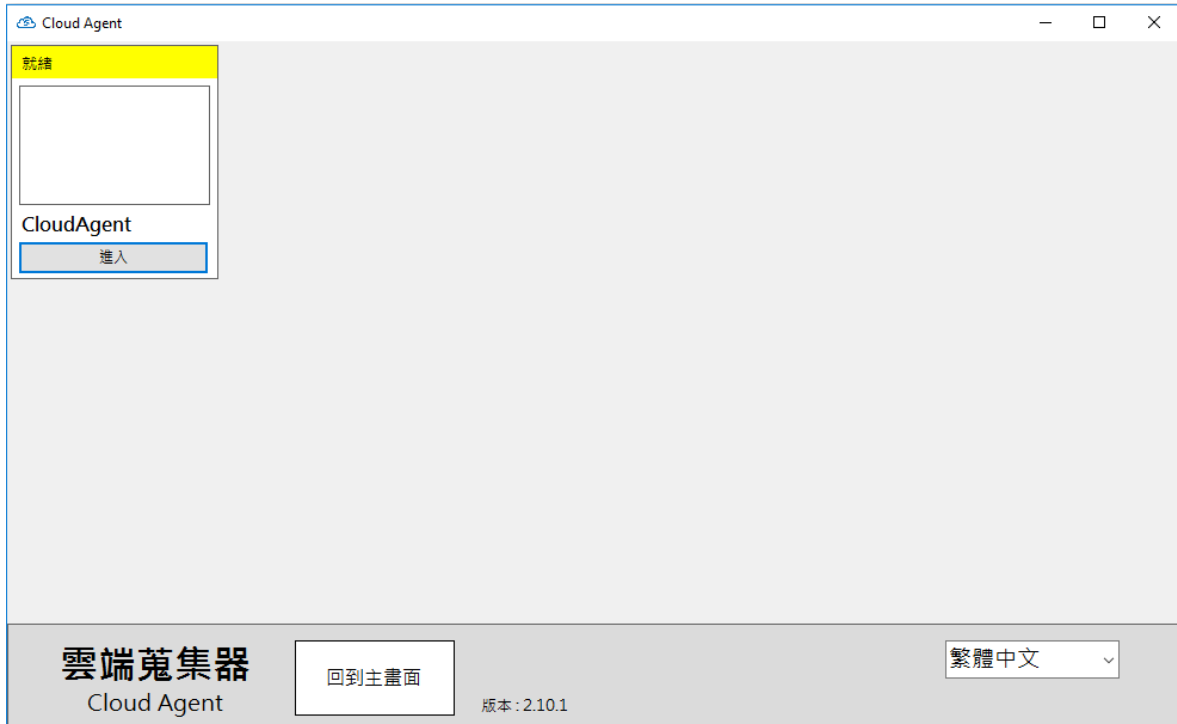 Cloud Agent
就緒
CloudAgent
進入
雲端蒐集器
Cloud Agent
回到主畫面
版本 : 2.10.1
繁體中文